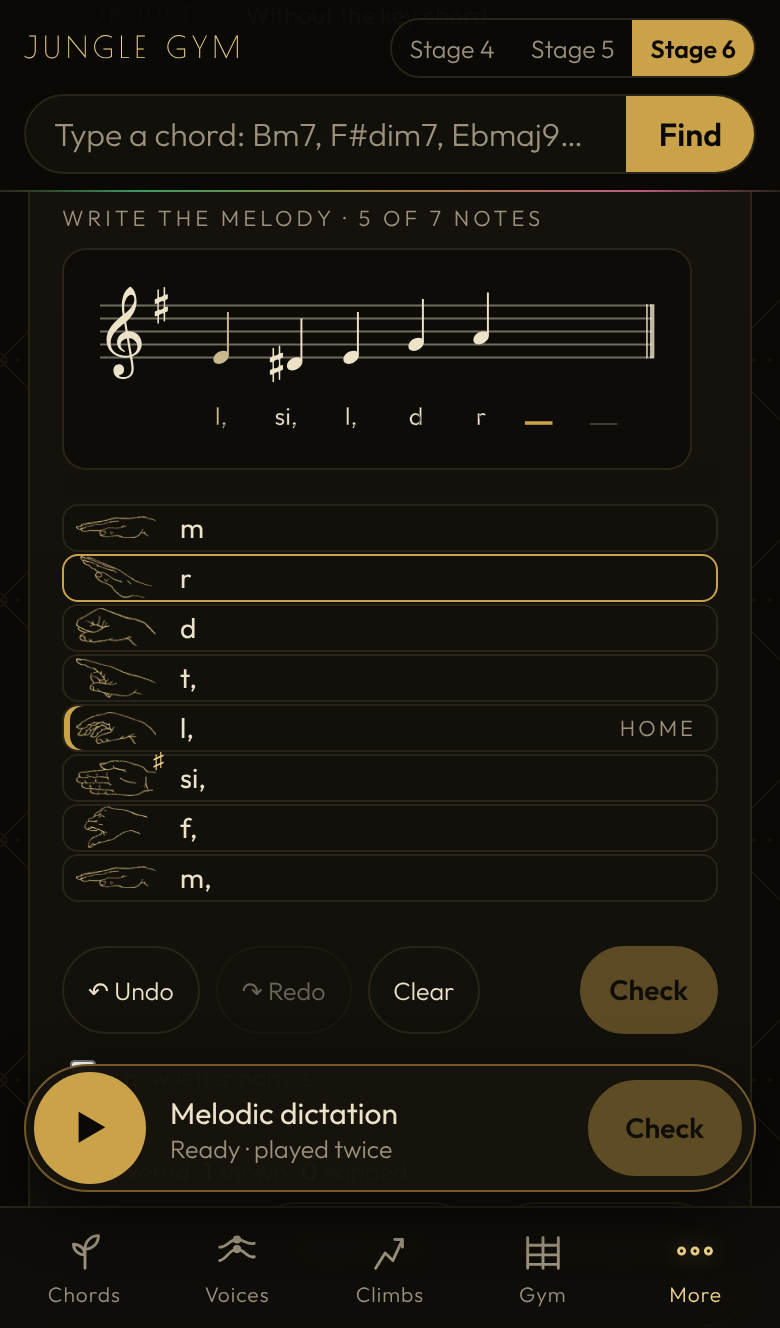 JUNGLE GYM
Stage 4 Stage 5 Stage 6
Type a chord: Bm7, F#dim7, Ebmaj9...
Find
WRITE THE MELODY · 5 OF 7 NOTES
l, si, l, d r
m
r
d
t,
l, HOME
♯ si,
f,
m,
↶ Undo ↷ Redo Clear Check
Melodic dictation
Ready · played twice
Check
Chords Voices Climbs Gym More